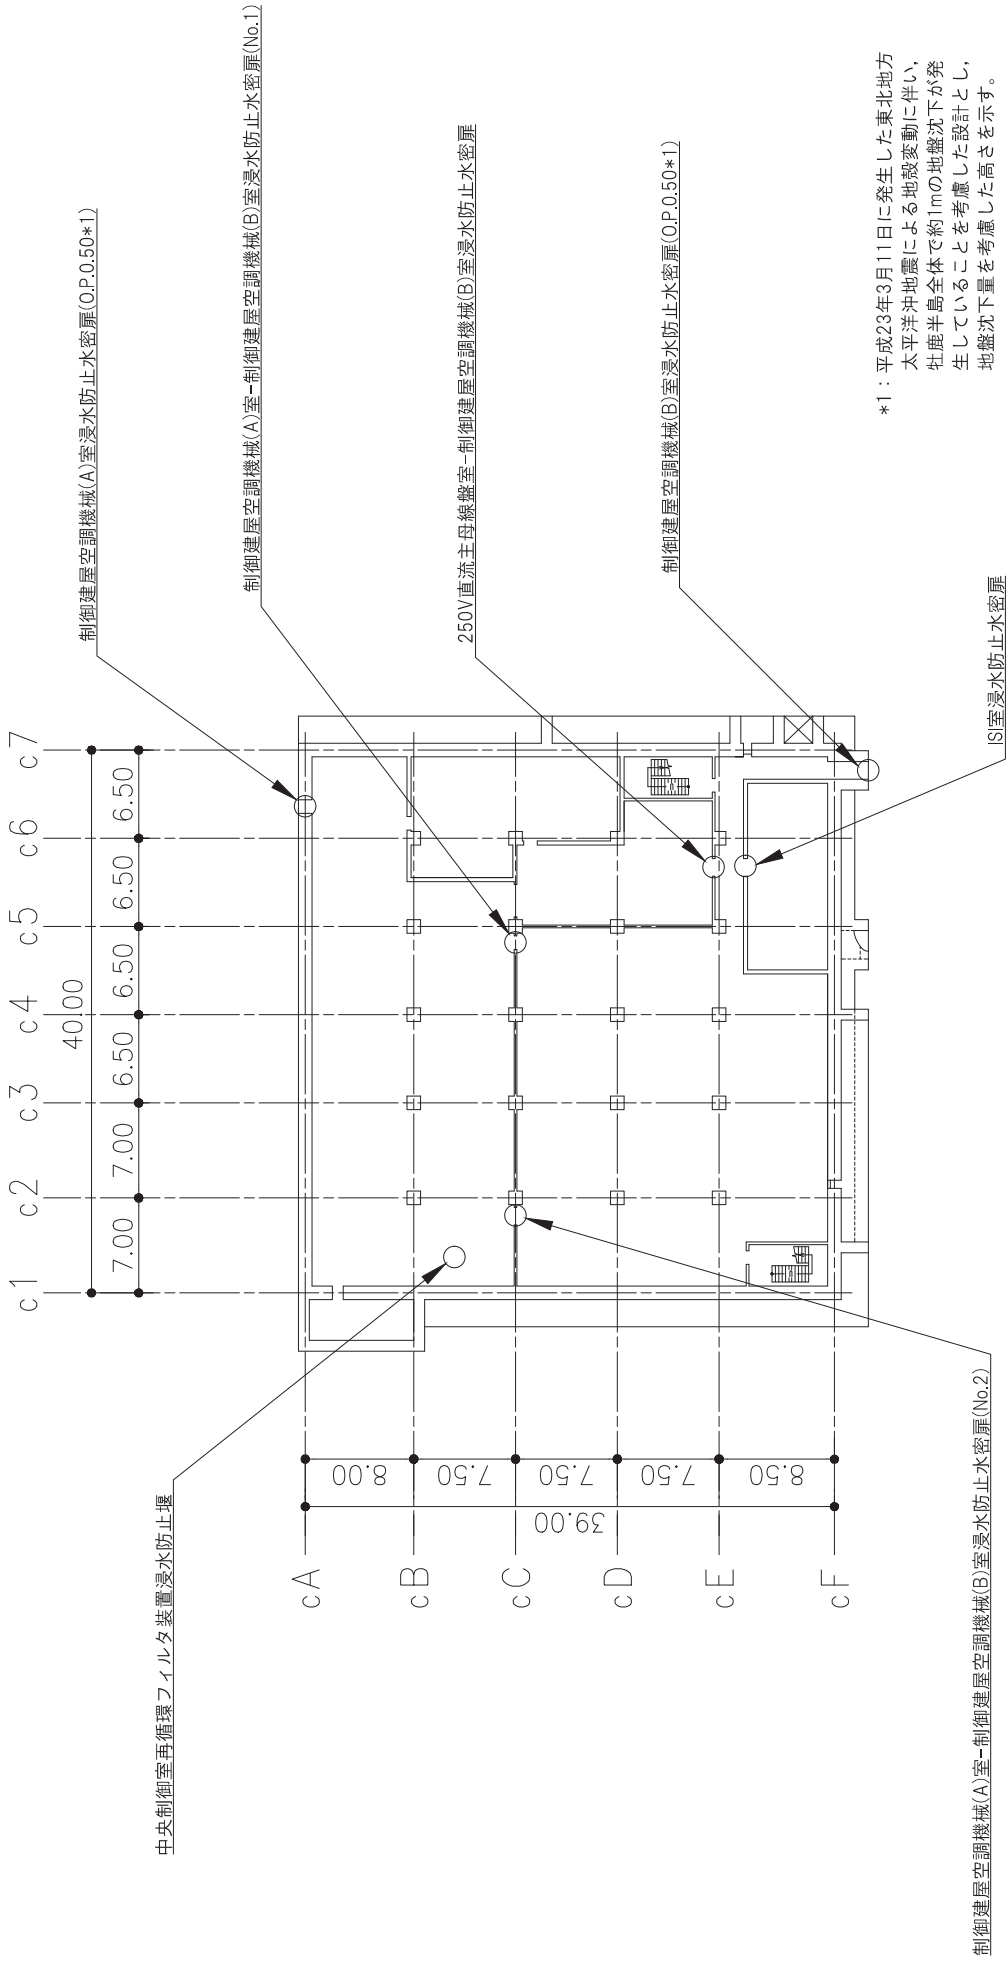 制御建屋空調機械(A)室浸水防止水密扉(O.P.0.50*1)
制御建屋空調機械(A)室-制御建屋空調機械(B)室浸水防止水密扉(No.1)
250V直流主母線盤室-制御建屋空調機械(B)室浸水防止水密扉
制御建屋空調機械(B)室浸水防止水密扉(O.P.0.50*1)
ISI室浸水防止水密扉
中央制御室再循環フィルタ装置浸水防止堰
制御建屋空調機械(A)室-制御建屋空調機械(B)室浸水防止水密扉(No.2)
c1
c2
c3
c4
c5
c6
c7
40.00
7.00
7.00
6.50
6.50
6.50
6.50
cA
cB
cC
cD
cE
cF
39.00
8.00
7.50
7.50
7.50
8.50
*1：平成23年3月11日に発生した東北地方
太平洋沖地震による地殻変動に伴い、
牡鹿半島全体で約1mの地盤沈下が発
生していることを考慮した設計とし、
地盤沈下量を考慮した高さを示す。